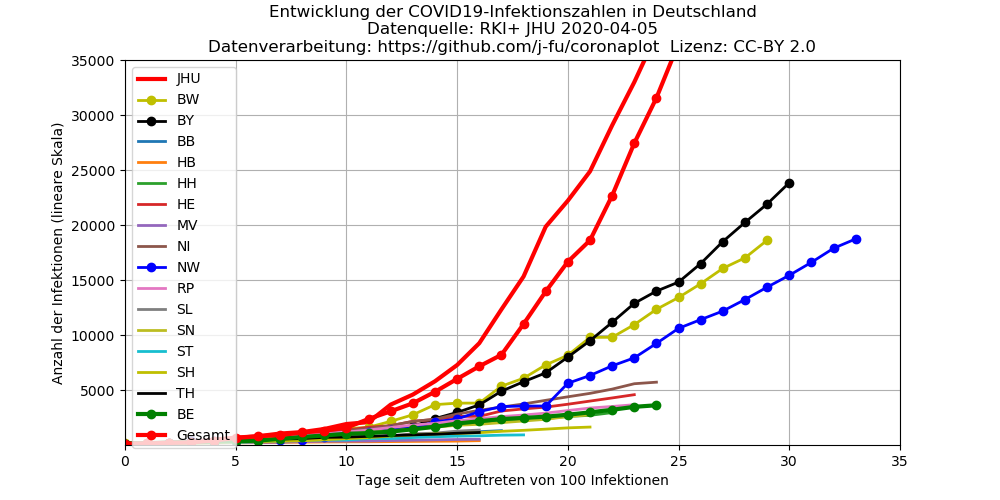 Entwicklung der COVID19-Infektionszahlen in Deutschland
Datenquelle: RKI+ JHU 2020-04-05
Datenverarbeitung: https://github.com/j-fu/coronaplot  Lizenz: CC-BY 2.0
Anzahl der Infektionen (lineare Skala)
35000
30000
25000
20000
15000
10000
5000
JHU
BW
BY
BB
HB
HH
HE
MV
NI
NW
RP
SL
SN
ST
SH
TH
BE
Gesamt
0 5 10 15 20 25 30 35
Tage seit dem Auftreten von 100 Infektionen